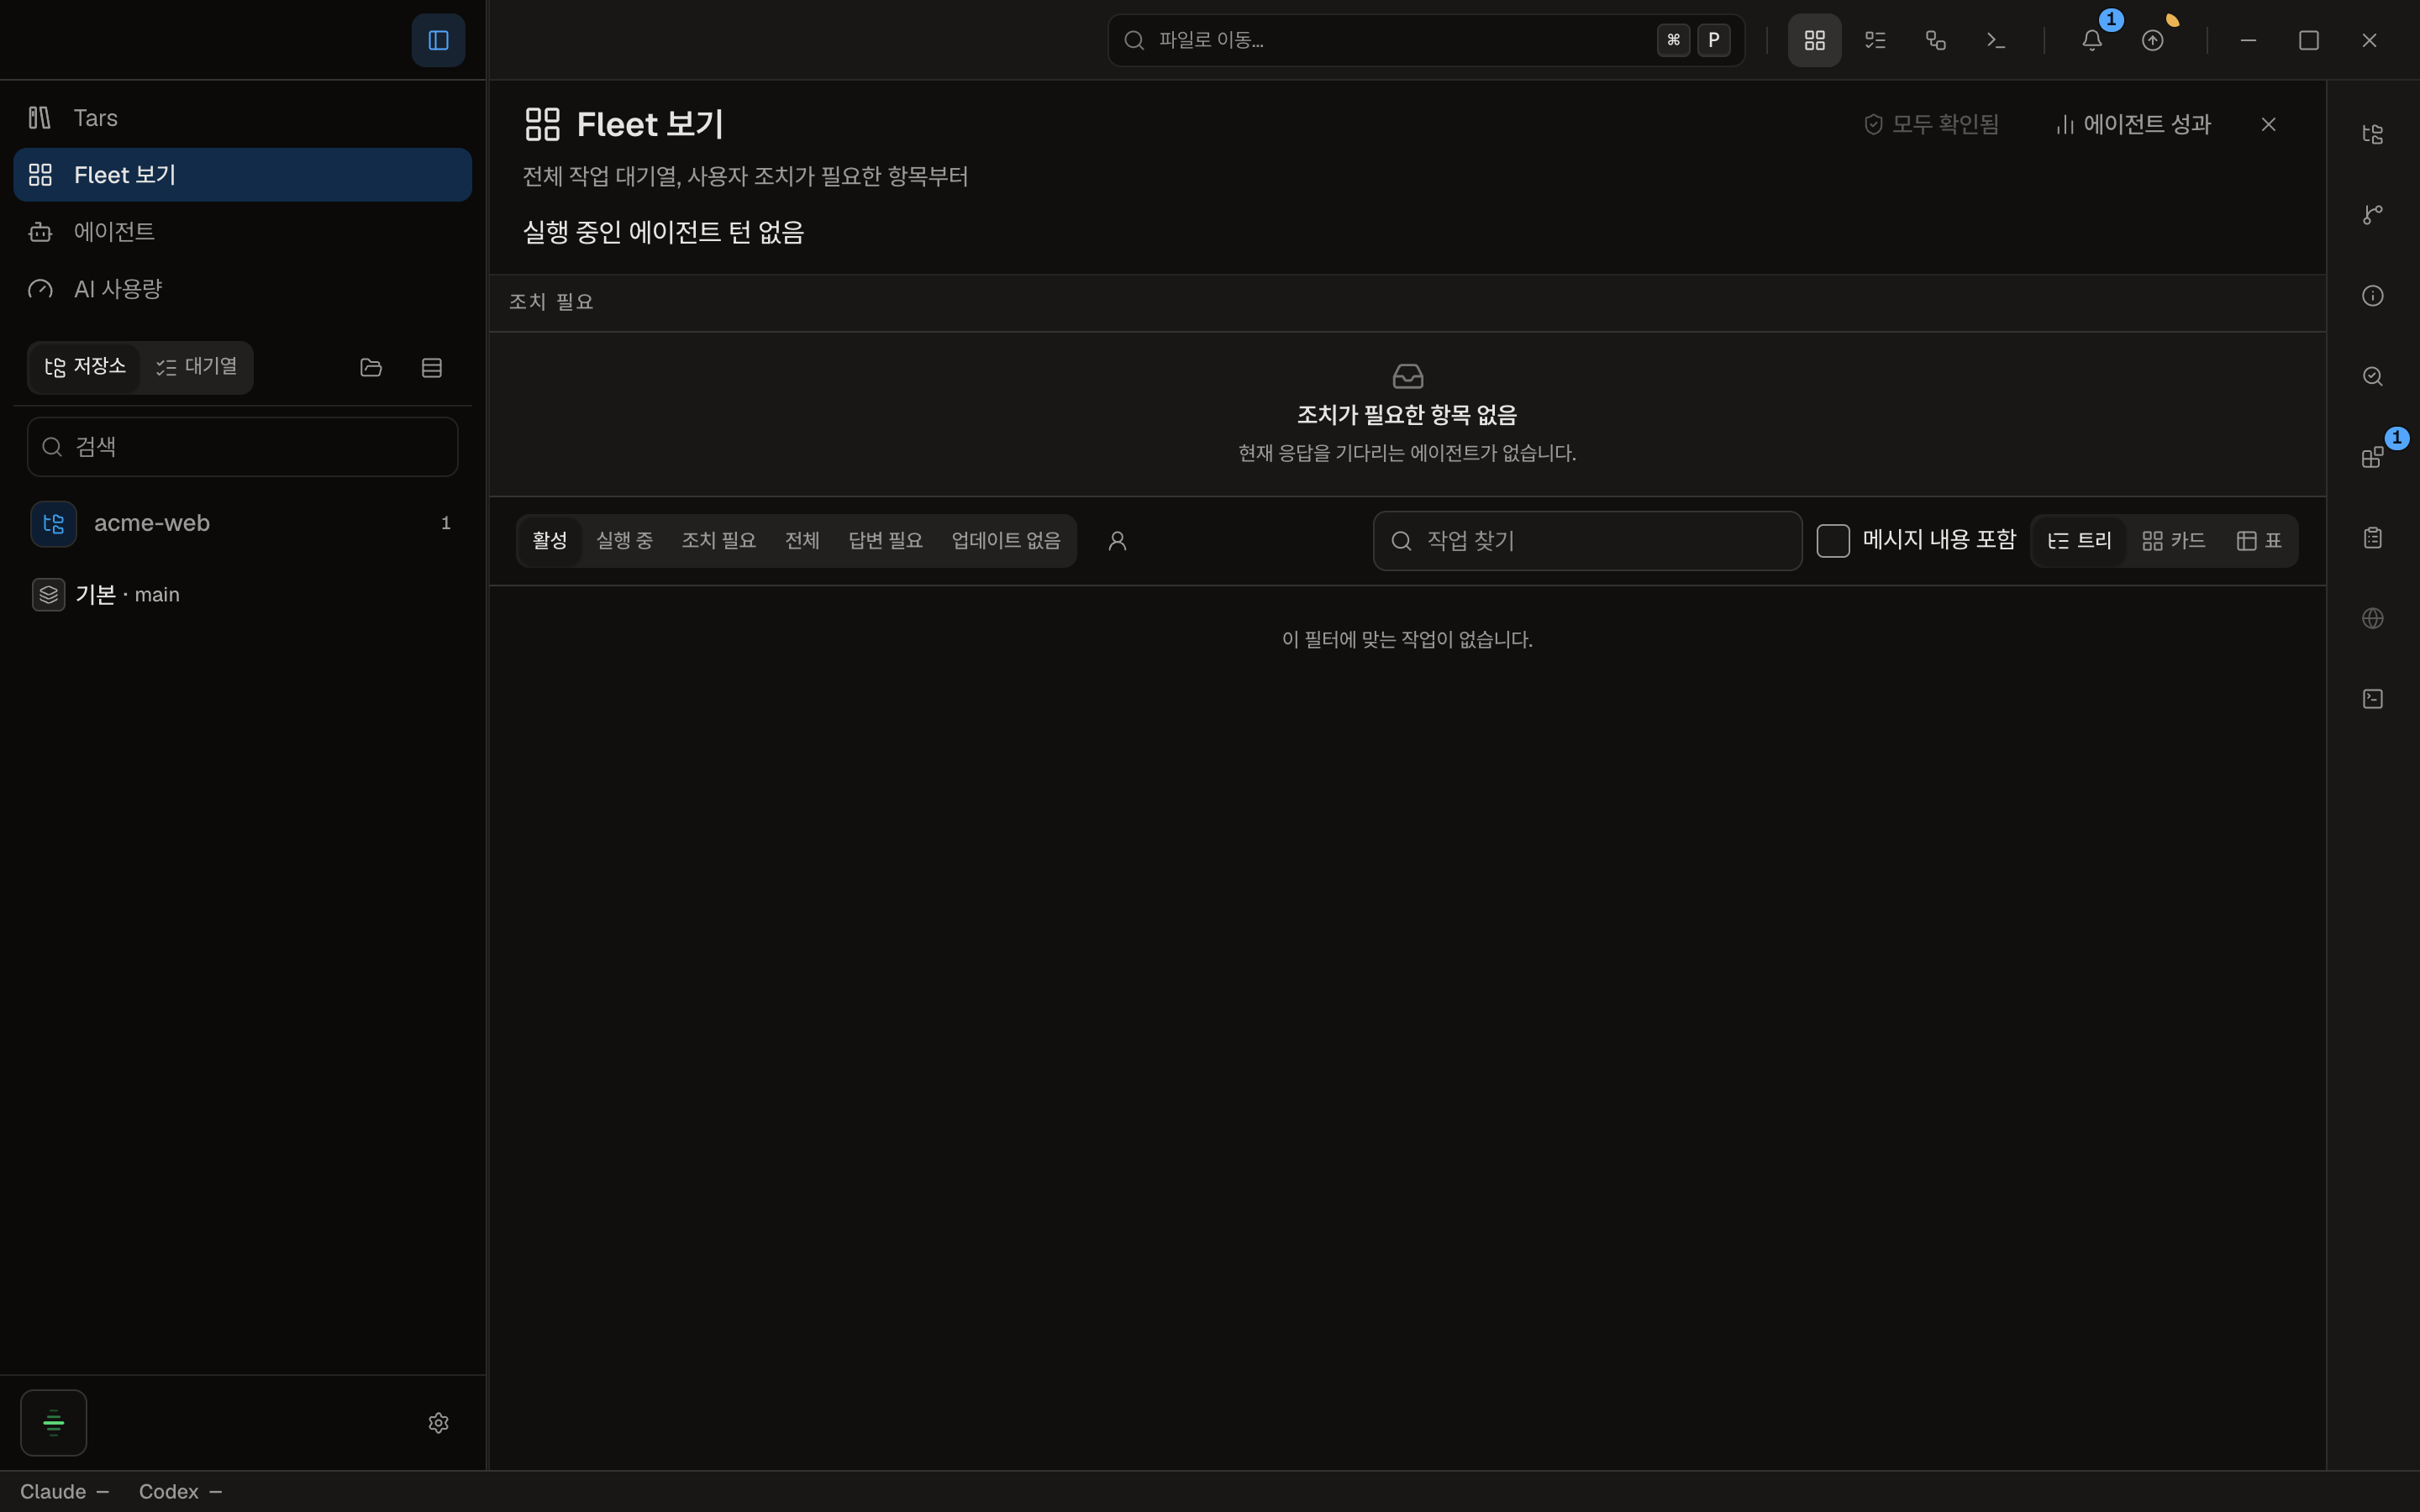 파일로 이동...
⌘ P
1
Tars
Fleet 보기
에이전트
AI 사용량
저장소
대기열
검색
acme-web
1
기본 · main
Fleet 보기
모두 확인됨
에이전트 성과
전체 작업 대기열, 사용자 조치가 필요한 항목부터
실행 중인 에이전트 턴 없음
조치 필요
조치가 필요한 항목 없음
현재 응답을 기다리는 에이전트가 없습니다.
활성
실행 중
조치 필요
전체
답변 필요
업데이트 없음
작업 찾기
메시지 내용 포함
트리
카드
표
이 필터에 맞는 작업이 없습니다.
1
Claude —
Codex —